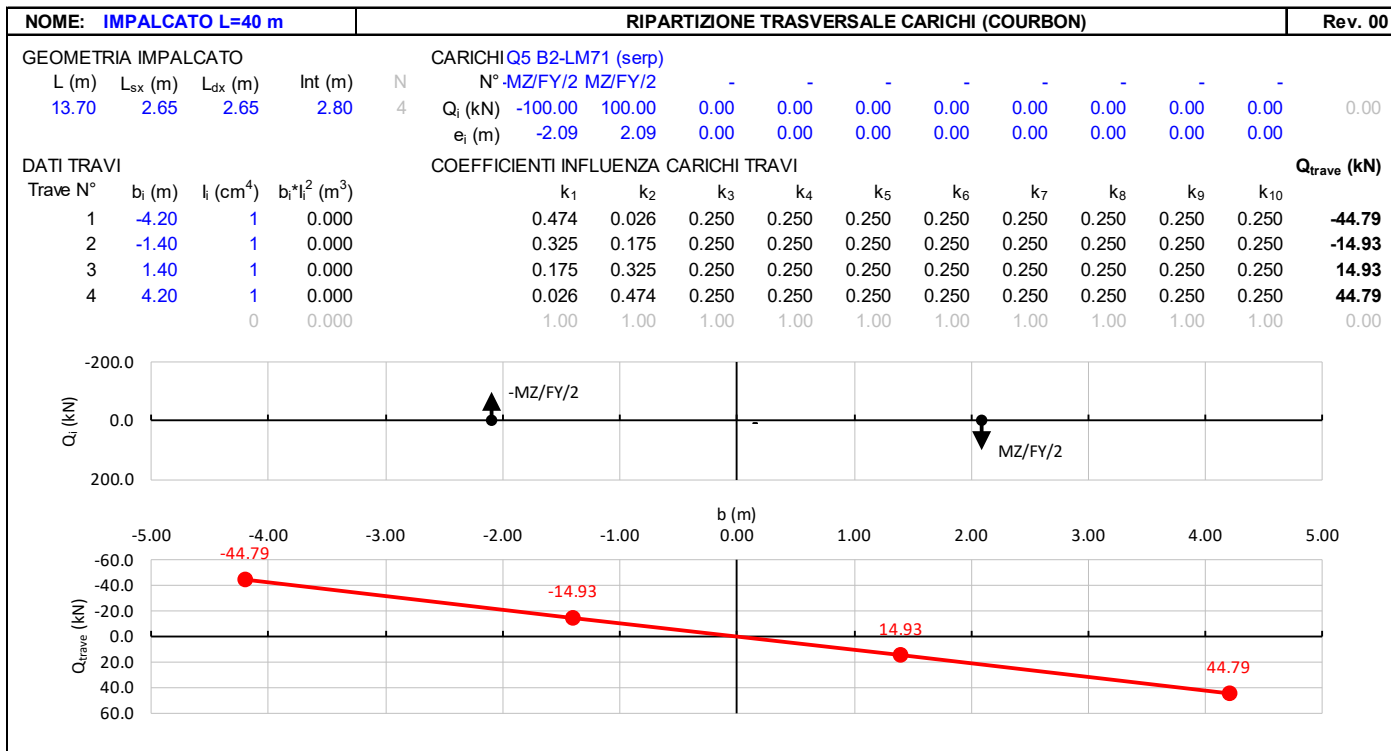 NOME: IMPALCATO L=40 m RIPARTIZIONE TRASVERSALE CARICHI (COURBON) Rev. 00
GEOMETRIA IMPALCATO CARICHI Q5 B2-LM71 (serp)
L (m) Lsx (m) Ldx (m) Int (m) N N° -MZ/FY/2 MZ/FY/2 - - - - - - - -
13.70 2.65 2.65 2.80 4 Qi (kN) -100.00 100.00 0.00 0.00 0.00 0.00 0.00 0.00 0.00 0.00 0.00
ei (m) -2.09 2.09 0.00 0.00 0.00 0.00 0.00 0.00 0.00 0.00
DATI TRAVI COEFFICIENTI INFLUENZA CARICHI TRAVI Qtrave (kN)
Trave N° bi (m) Ii (cm4) bi*Ii2 (m3) k1 k2 k3 k4 k5 k6 k7 k8 k9 k10
1 -4.20 1 0.000 0.474 0.026 0.250 0.250 0.250 0.250 0.250 0.250 0.250 0.250 -44.79
2 -1.40 1 0.000 0.325 0.175 0.250 0.250 0.250 0.250 0.250 0.250 0.250 0.250 -14.93
3 1.40 1 0.000 0.175 0.325 0.250 0.250 0.250 0.250 0.250 0.250 0.250 0.250 14.93
4 4.20 1 0.000 0.026 0.474 0.250 0.250 0.250 0.250 0.250 0.250 0.250 0.250 44.79
0 0.000 1.00 1.00 1.00 1.00 1.00 1.00 1.00 1.00 1.00 1.00 0.00
-200.0
-MZ/FY/2
Qi (kN)
0.0
-
MZ/FY/2
200.0
b (m)
-5.00 -4.00 -3.00 -2.00 -1.00 0.00 1.00 2.00 3.00 4.00 5.00
-44.79
-60.0
-40.0
-14.93
-20.0
Qtrave (kN)
0.0
14.93
20.0
44.79
40.0
60.0